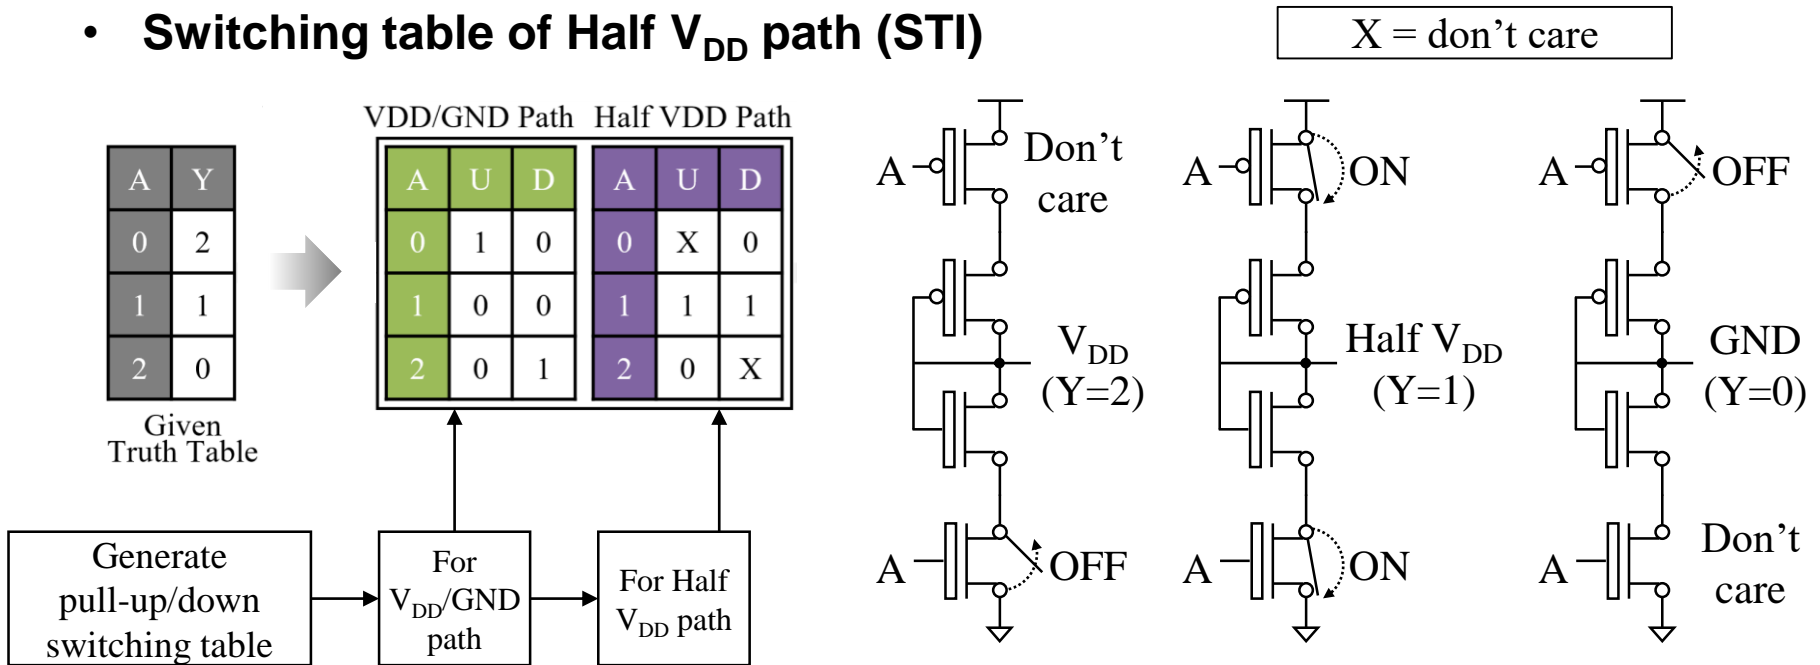 • Switching table of Half VDD path (STI)
X = don't care
VDD/GND Path Half VDD Path
A Y
0 2
1 1
2 0
Given
Truth Table
A U D
0 1 0
1 0 0
2 0 1
A U D
0 X 0
1 1 1
2 0 X
Generate
pull-up/down
switching table
For
VDD/GND
path
For Half
VDD path
A
Don't
care
VDD
(Y=2)
A
OFF
A
ON
Half VDD
(Y=1)
A
ON
A
OFF
GND
(Y=0)
A
Don't
care